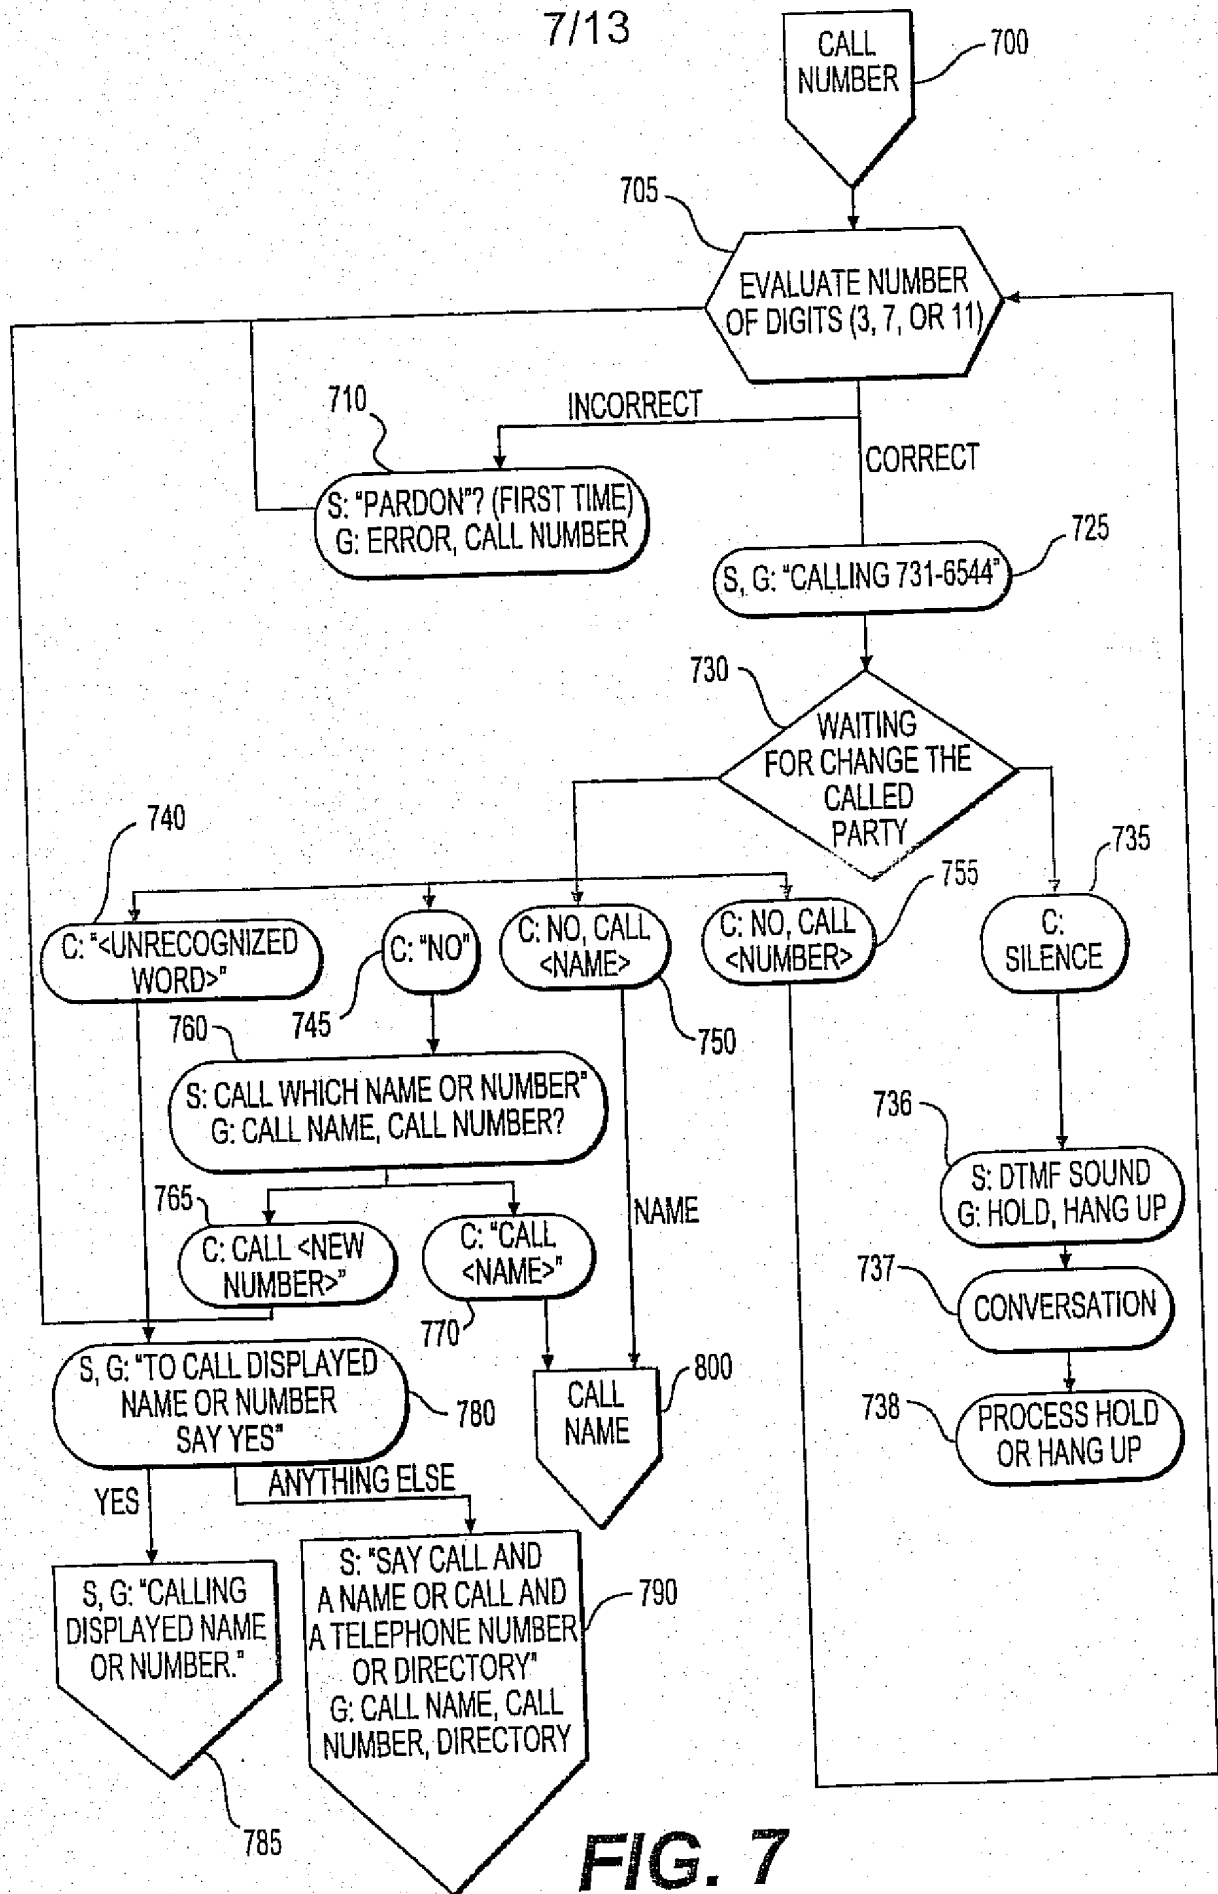 7/13
CALL
NUMBER
700
705
EVALUATE NUMBER
OF DIGITS (3, 7, OR 11)
710
INCORRECT
CORRECT
S: "PARDON"? (FIRST TIME)
G: ERROR, CALL NUMBER
725
S, G: "CALLING 731-6544"
730
WAITING
FOR CHANGE THE
CALLED
PARTY
740
735
755
C: "<UNRECOGNIZED
WORD>"
C: "NO"
C: NO, CALL
<NAME>
C: NO, CALL
<NUMBER>
C:
SILENCE
745
750
760
S: CALL WHICH NAME OR NUMBER"
G: CALL NAME, CALL NUMBER?
736
S: DTMF SOUND
G: HOLD, HANG UP
765
NAME
C: CALL <NEW
NUMBER>"
C: "CALL
<NAME>"
737
CONVERSATION
770
S, G: "TO CALL DISPLAYED
NAME OR NUMBER
SAY YES"
780
800
CALL
NAME
738
PROCESS HOLD
OR HANG UP
YES
ANYTHING ELSE
S, G: "CALLING
DISPLAYED NAME
OR NUMBER."
785
S: "SAY CALL AND
A NAME OR CALL AND
A TELEPHONE NUMBER
OR DIRECTORY"
G: CALL NAME, CALL
NUMBER, DIRECTORY
790
FIG. 7